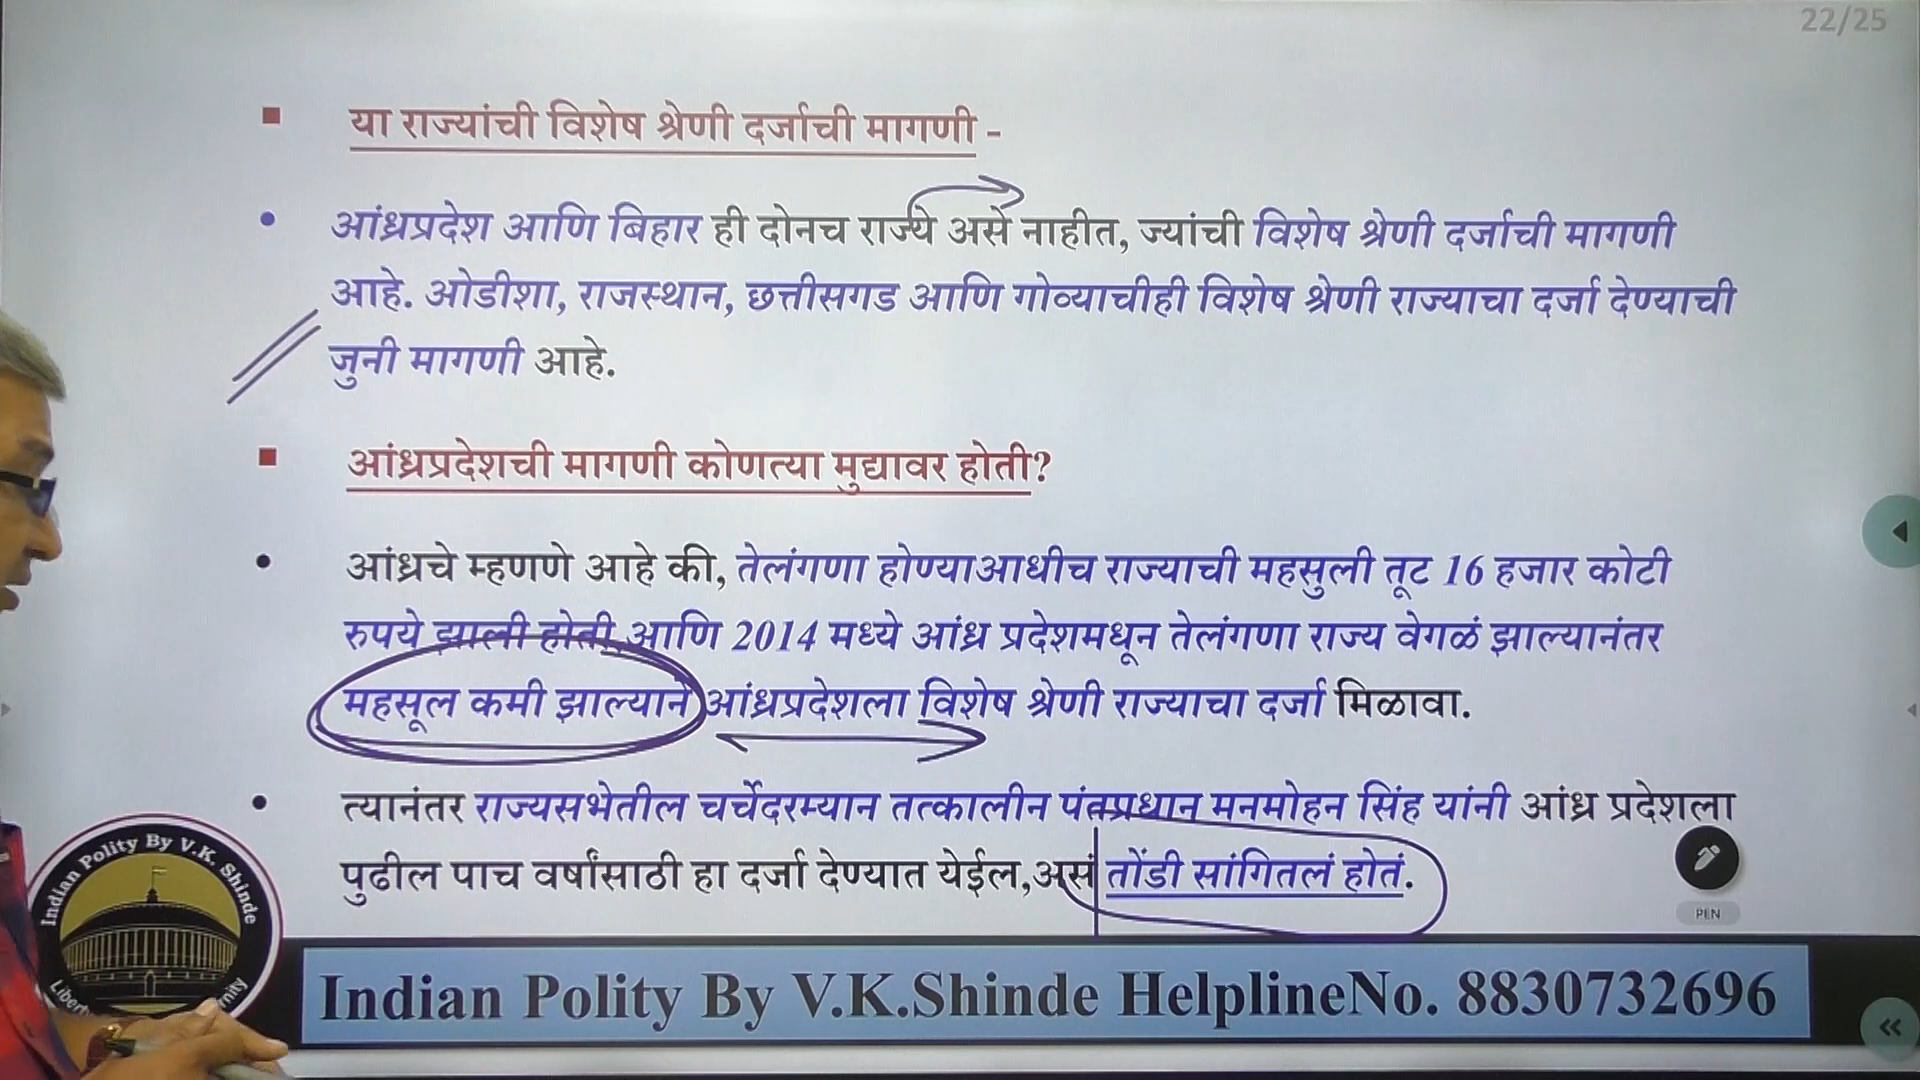 22/25
या राज्यांची विशेष श्रेणी दर्जाची मागणी -
आंध्रप्रदेश आणि बिहार ही दोनच राज्ये असे नाहीत, ज्यांची विशेष श्रेणी दर्जाची मागणी
आहे. ओडीशा, राजस्थान, छत्तीसगड आणि गोव्याचीही विशेष श्रेणी राज्याचा दर्जा देण्याची
जुनी मागणी आहे.
आंध्रप्रदेशची मागणी कोणत्या मुद्यावर होती?
आंध्रचे म्हणणे आहे की, तेलंगणा होण्याआधीच राज्याची महसुली तूट 16 हजार कोटी
रुपये झाली होती आणि 2014 मध्ये आंध्र प्रदेशमधून तेलंगणा राज्य वेगळं झाल्यानंतर
महसूल कमी झाल्याने आंध्रप्रदेशला विशेष श्रेणी राज्याचा दर्जा मिळावा.
त्यानंतर राज्यसभेतील चर्चेदरम्यान तत्कालीन पंतप्रधान मनमोहन सिंह यांनी आंध्र प्रदेशला
पुढील पाच वर्षांसाठी हा दर्जा देण्यात येईल,असं तोंडी सांगितलं होतं.
PEN
Indian Polity By V.K. Shinde
Indian Polity By V.K.Shinde HelplineNo. 8830732696